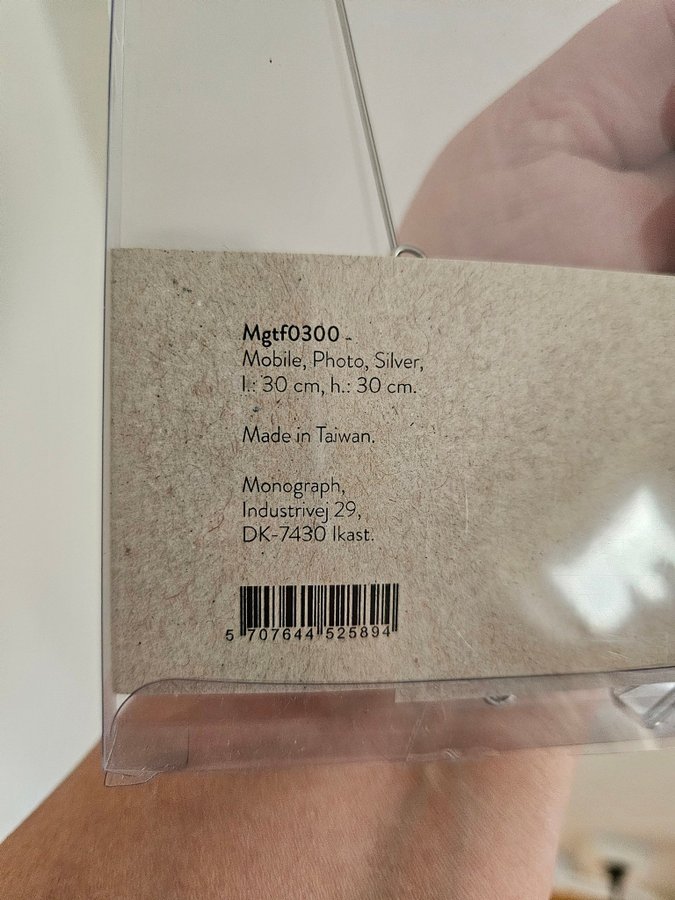 Mgtf0300 -
Mobile, Photo, Silver,
l.: 30 cm, h.: 30 cm.
Made in Taiwan.
Monograph,
Industrivej 29,
DK-7430 Ikast.
5 707644 525894